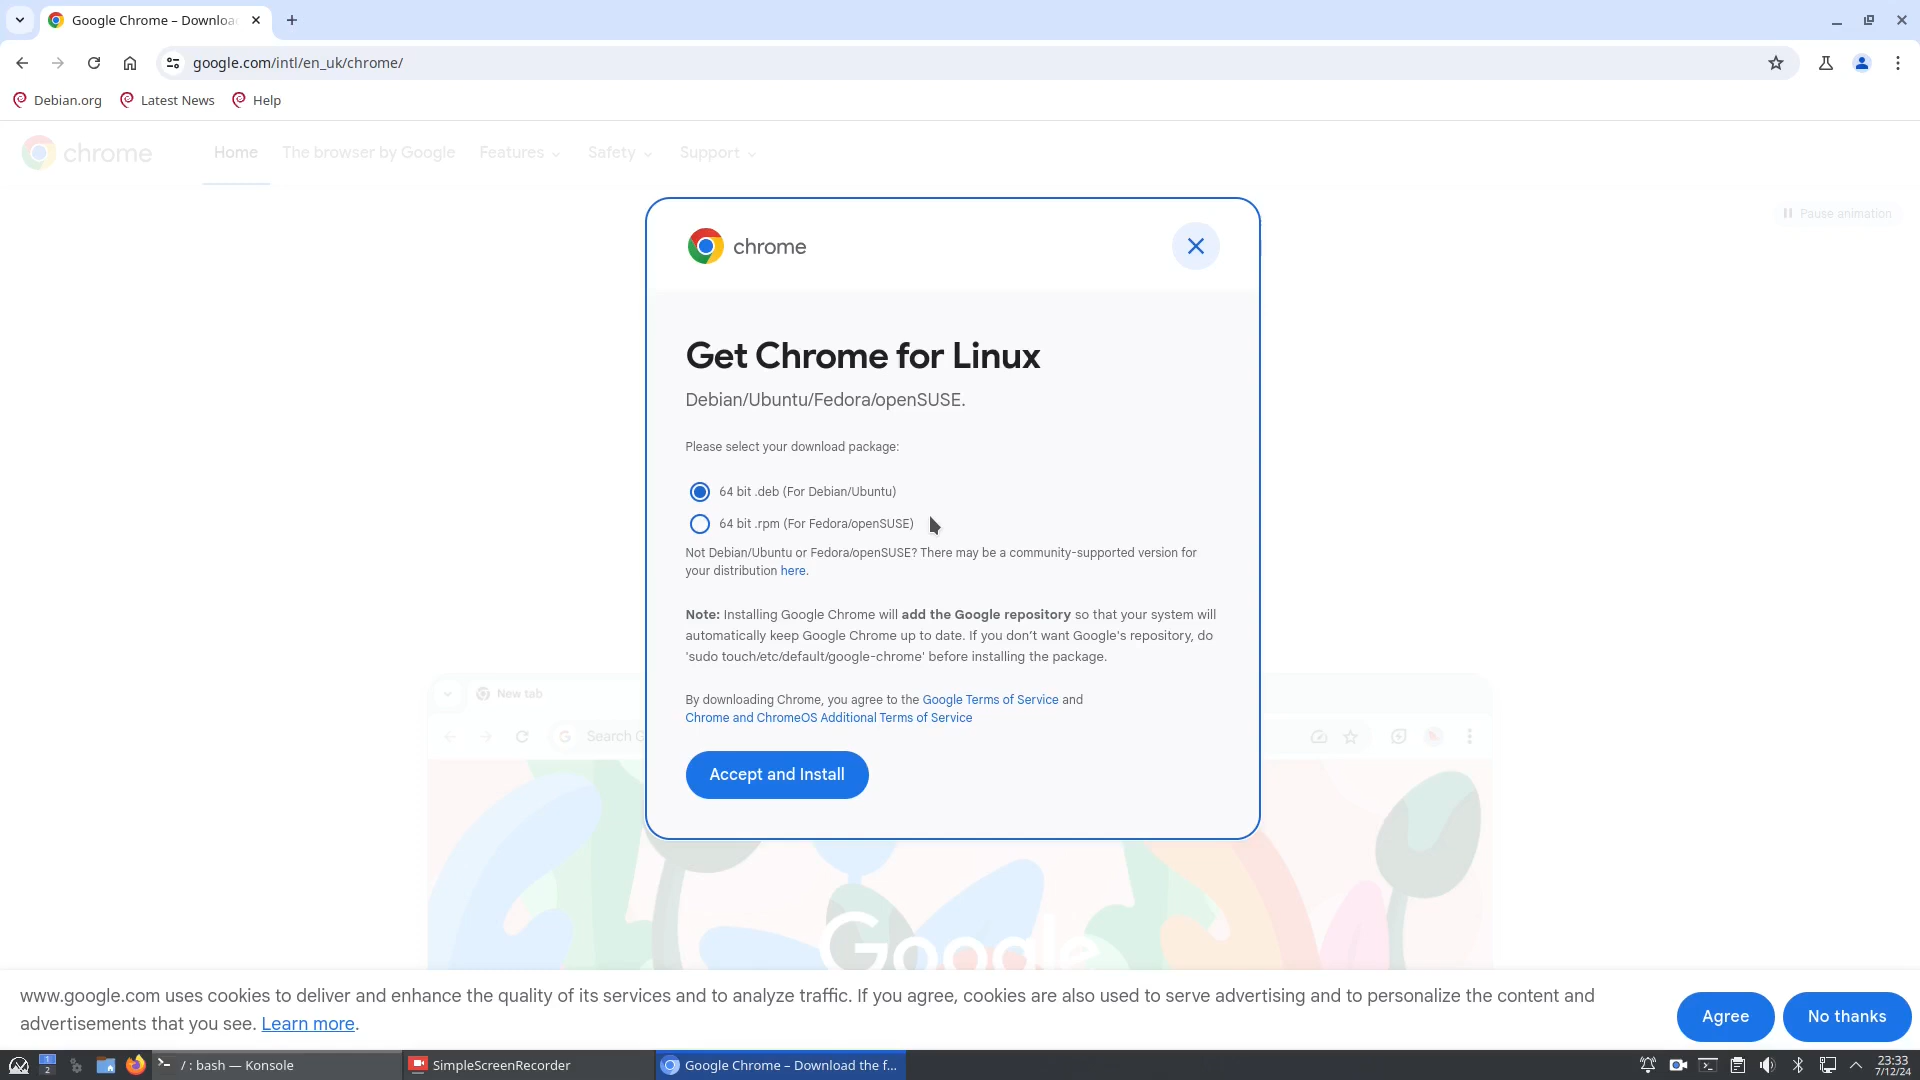 Google Chrome – Downloa
google.com/intl/en_uk/chrome/
Debian.org
Latest News
Help
chrome
Home
The browser by Google
Features
Safety
Support
Pause animation
chrome
Get Chrome for Linux
Debian/Ubuntu/Fedora/openSUSE.
Please select your download package:
64 bit .deb (For Debian/Ubuntu)
64 bit .rpm (For Fedora/openSUSE)
Not Debian/Ubuntu or Fedora/openSUSE? There may be a community-supported version for
your distribution here.
Note: Installing Google Chrome will add the Google repository so that your system will
automatically keep Google Chrome up to date. If you don’t want Google's repository, do
'sudo touch/etc/default/google-chrome' before installing the package.
By downloading Chrome, you agree to the Google Terms of Service and
Chrome and ChromeOS Additional Terms of Service
Accept and Install
New tab
Search G
Google
www.google.com uses cookies to deliver and enhance the quality of its services and to analyze traffic. If you agree, cookies are also used to serve advertising and to personalize the content and
advertisements that you see. Learn more.
Agree
No thanks
1
2
/ : bash — Konsole
SimpleScreenRecorder
Google Chrome – Download the f...
23:33
7/12/24